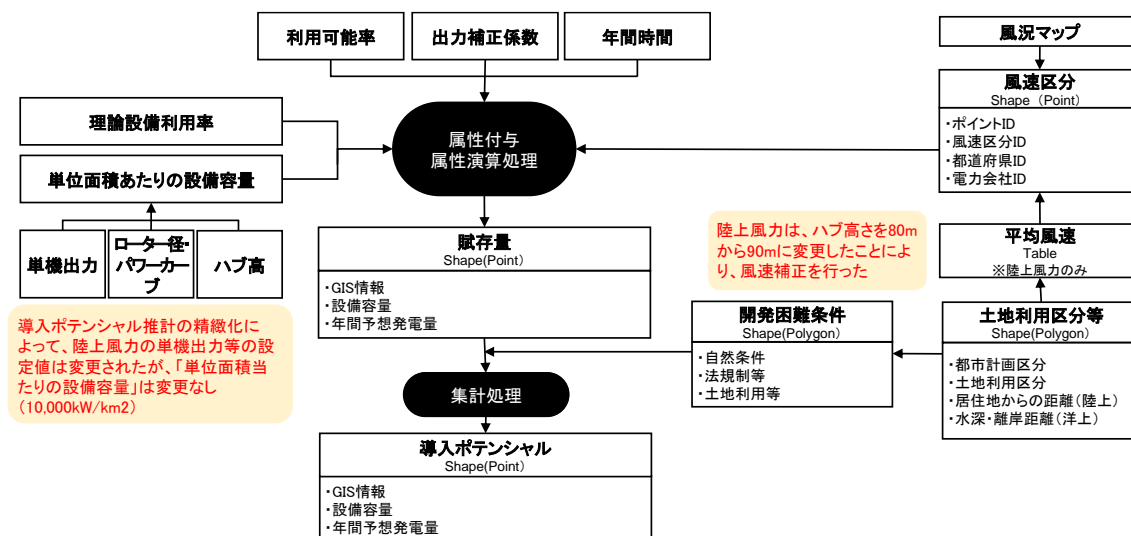 利用可能率
出力補正係数
年間時間
風況マップ
風速区分
Shape （Point）
・ポイントID
・風速区分ID
・都道府県ID
・電力会社ID
理論設備利用率
単位面積あたりの設備容量
属性付与
属性演算処理
単機出力
ローター径・
パワーカー
ブ
ハブ高
賦存量
Shape(Point)
・GIS情報
・設備容量
・年間予想発電量
陸上風力は、ハブ高さを80m
から90mに変更したことによ
り、風速補正を行った
平均風速
Table
※陸上風力のみ
導入ポテンシャル推計の精緻化に
よって、陸上風力の単機出力等の設
定値は変更されたが、「単位面積当
たりの設備容量」は変更なし
(10,000kW/km2)
開発困難条件
Shape(Polygon)
・自然条件
・法規制等
・土地利用等
土地利用区分等
Shape(Polygon)
・都市計画区分
・土地利用区分
・居住地からの距離(陸上)
・水深・離岸距離(洋上)
集計処理
導入ポテンシャル
Shape(Point)
・GIS情報
・設備容量
・年間予想発電量